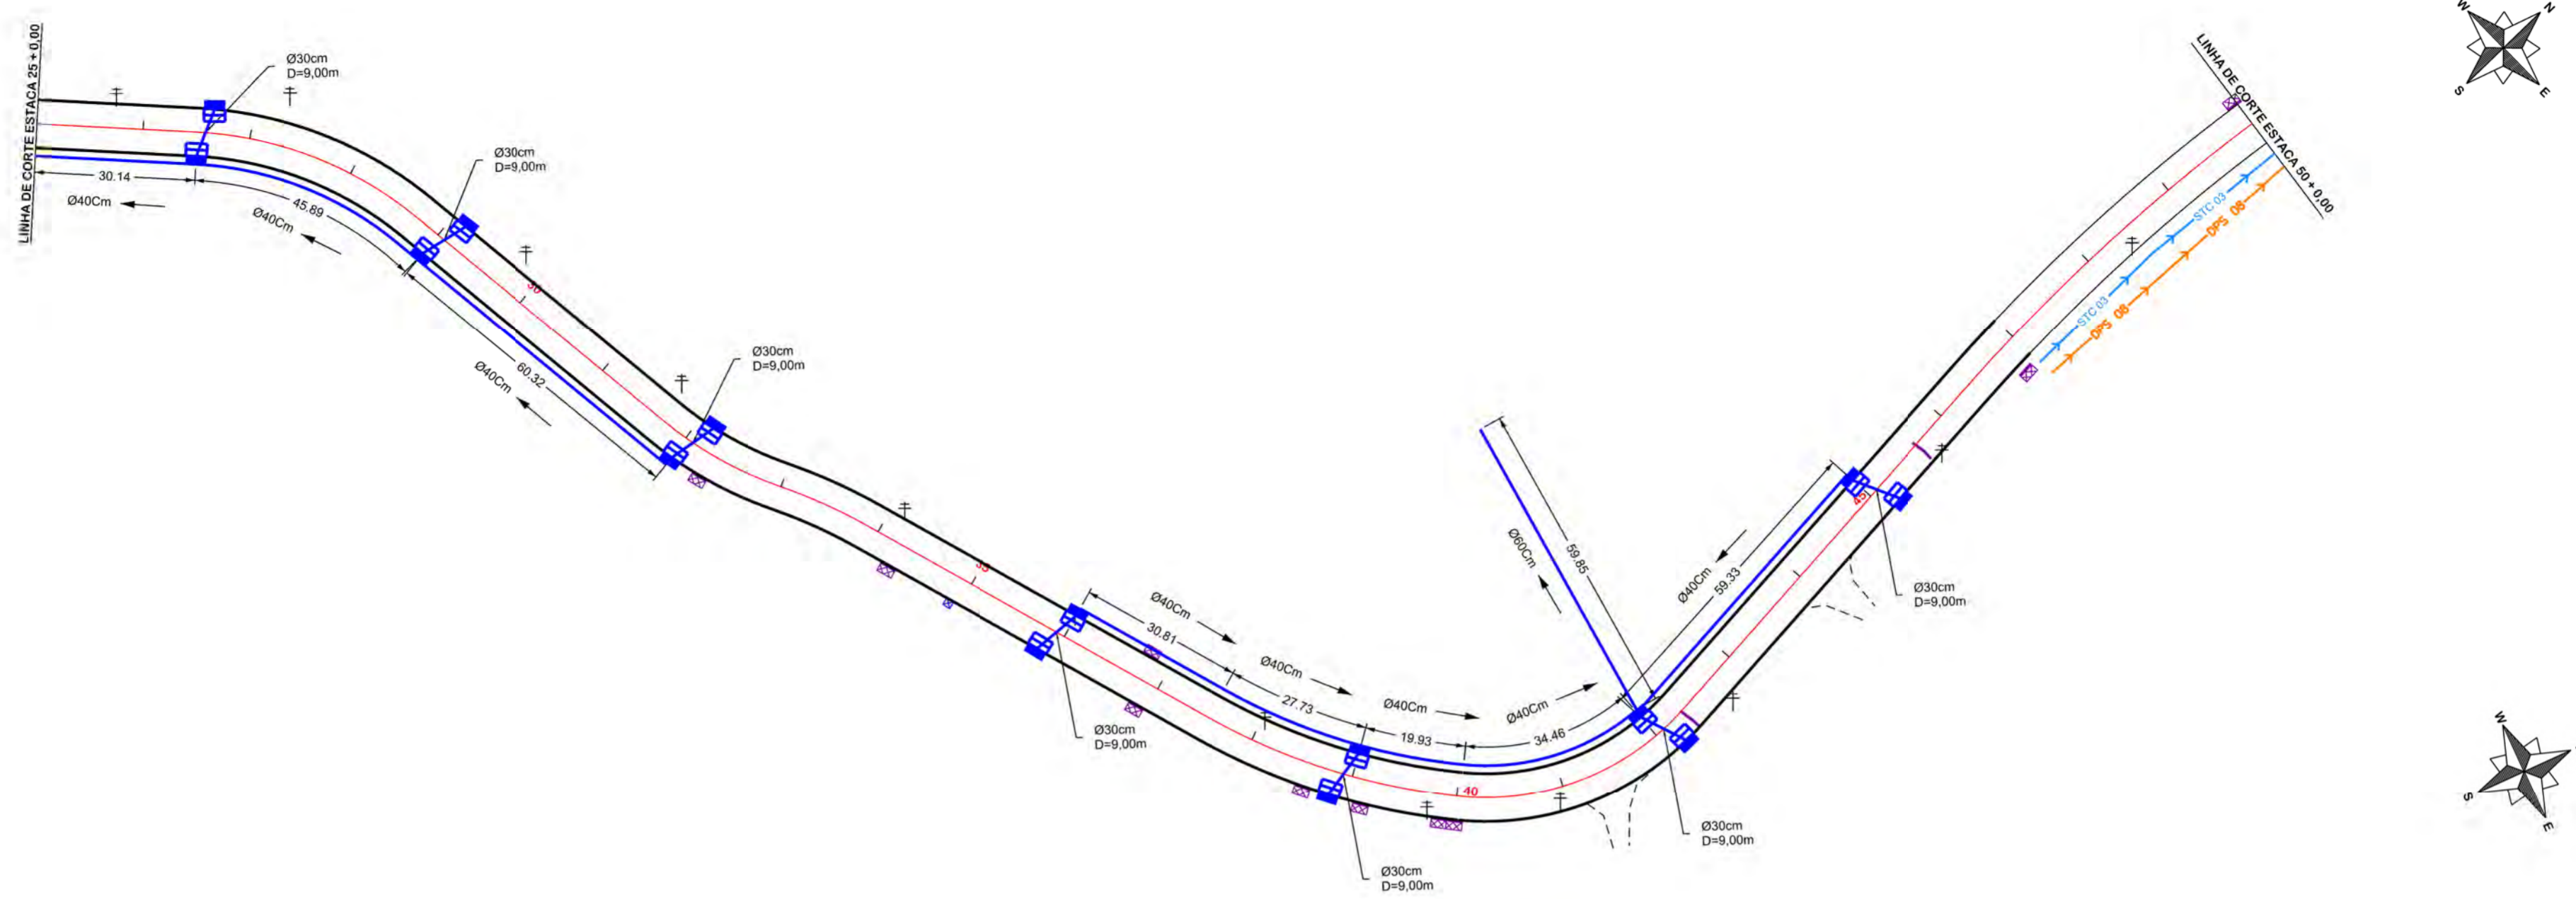 LINHA DE CORTE ESTACA 25 + 0,00
Ø30cm
D=9,00m
30.14
Ø40Cm
45.89
Ø40Cm
Ø30cm
D=9,00m
30
60.32
Ø40Cm
Ø30cm
D=9,00m
35
Ø40Cm
30.81
Ø30cm
D=9,00m
Ø40Cm
27.73
Ø40Cm
19.93
Ø30cm
D=9,00m
40
Ø40Cm
34.46
Ø60Cm
59.85
Ø40Cm
59.33
Ø30cm
D=9,00m
45
Ø30cm
D=9,00m
STC 03
DPS 08
STC 03
DPS 08
LINHA DE CORTE ESTACA 50 + 0,00
W
N
S
E
W
S
E